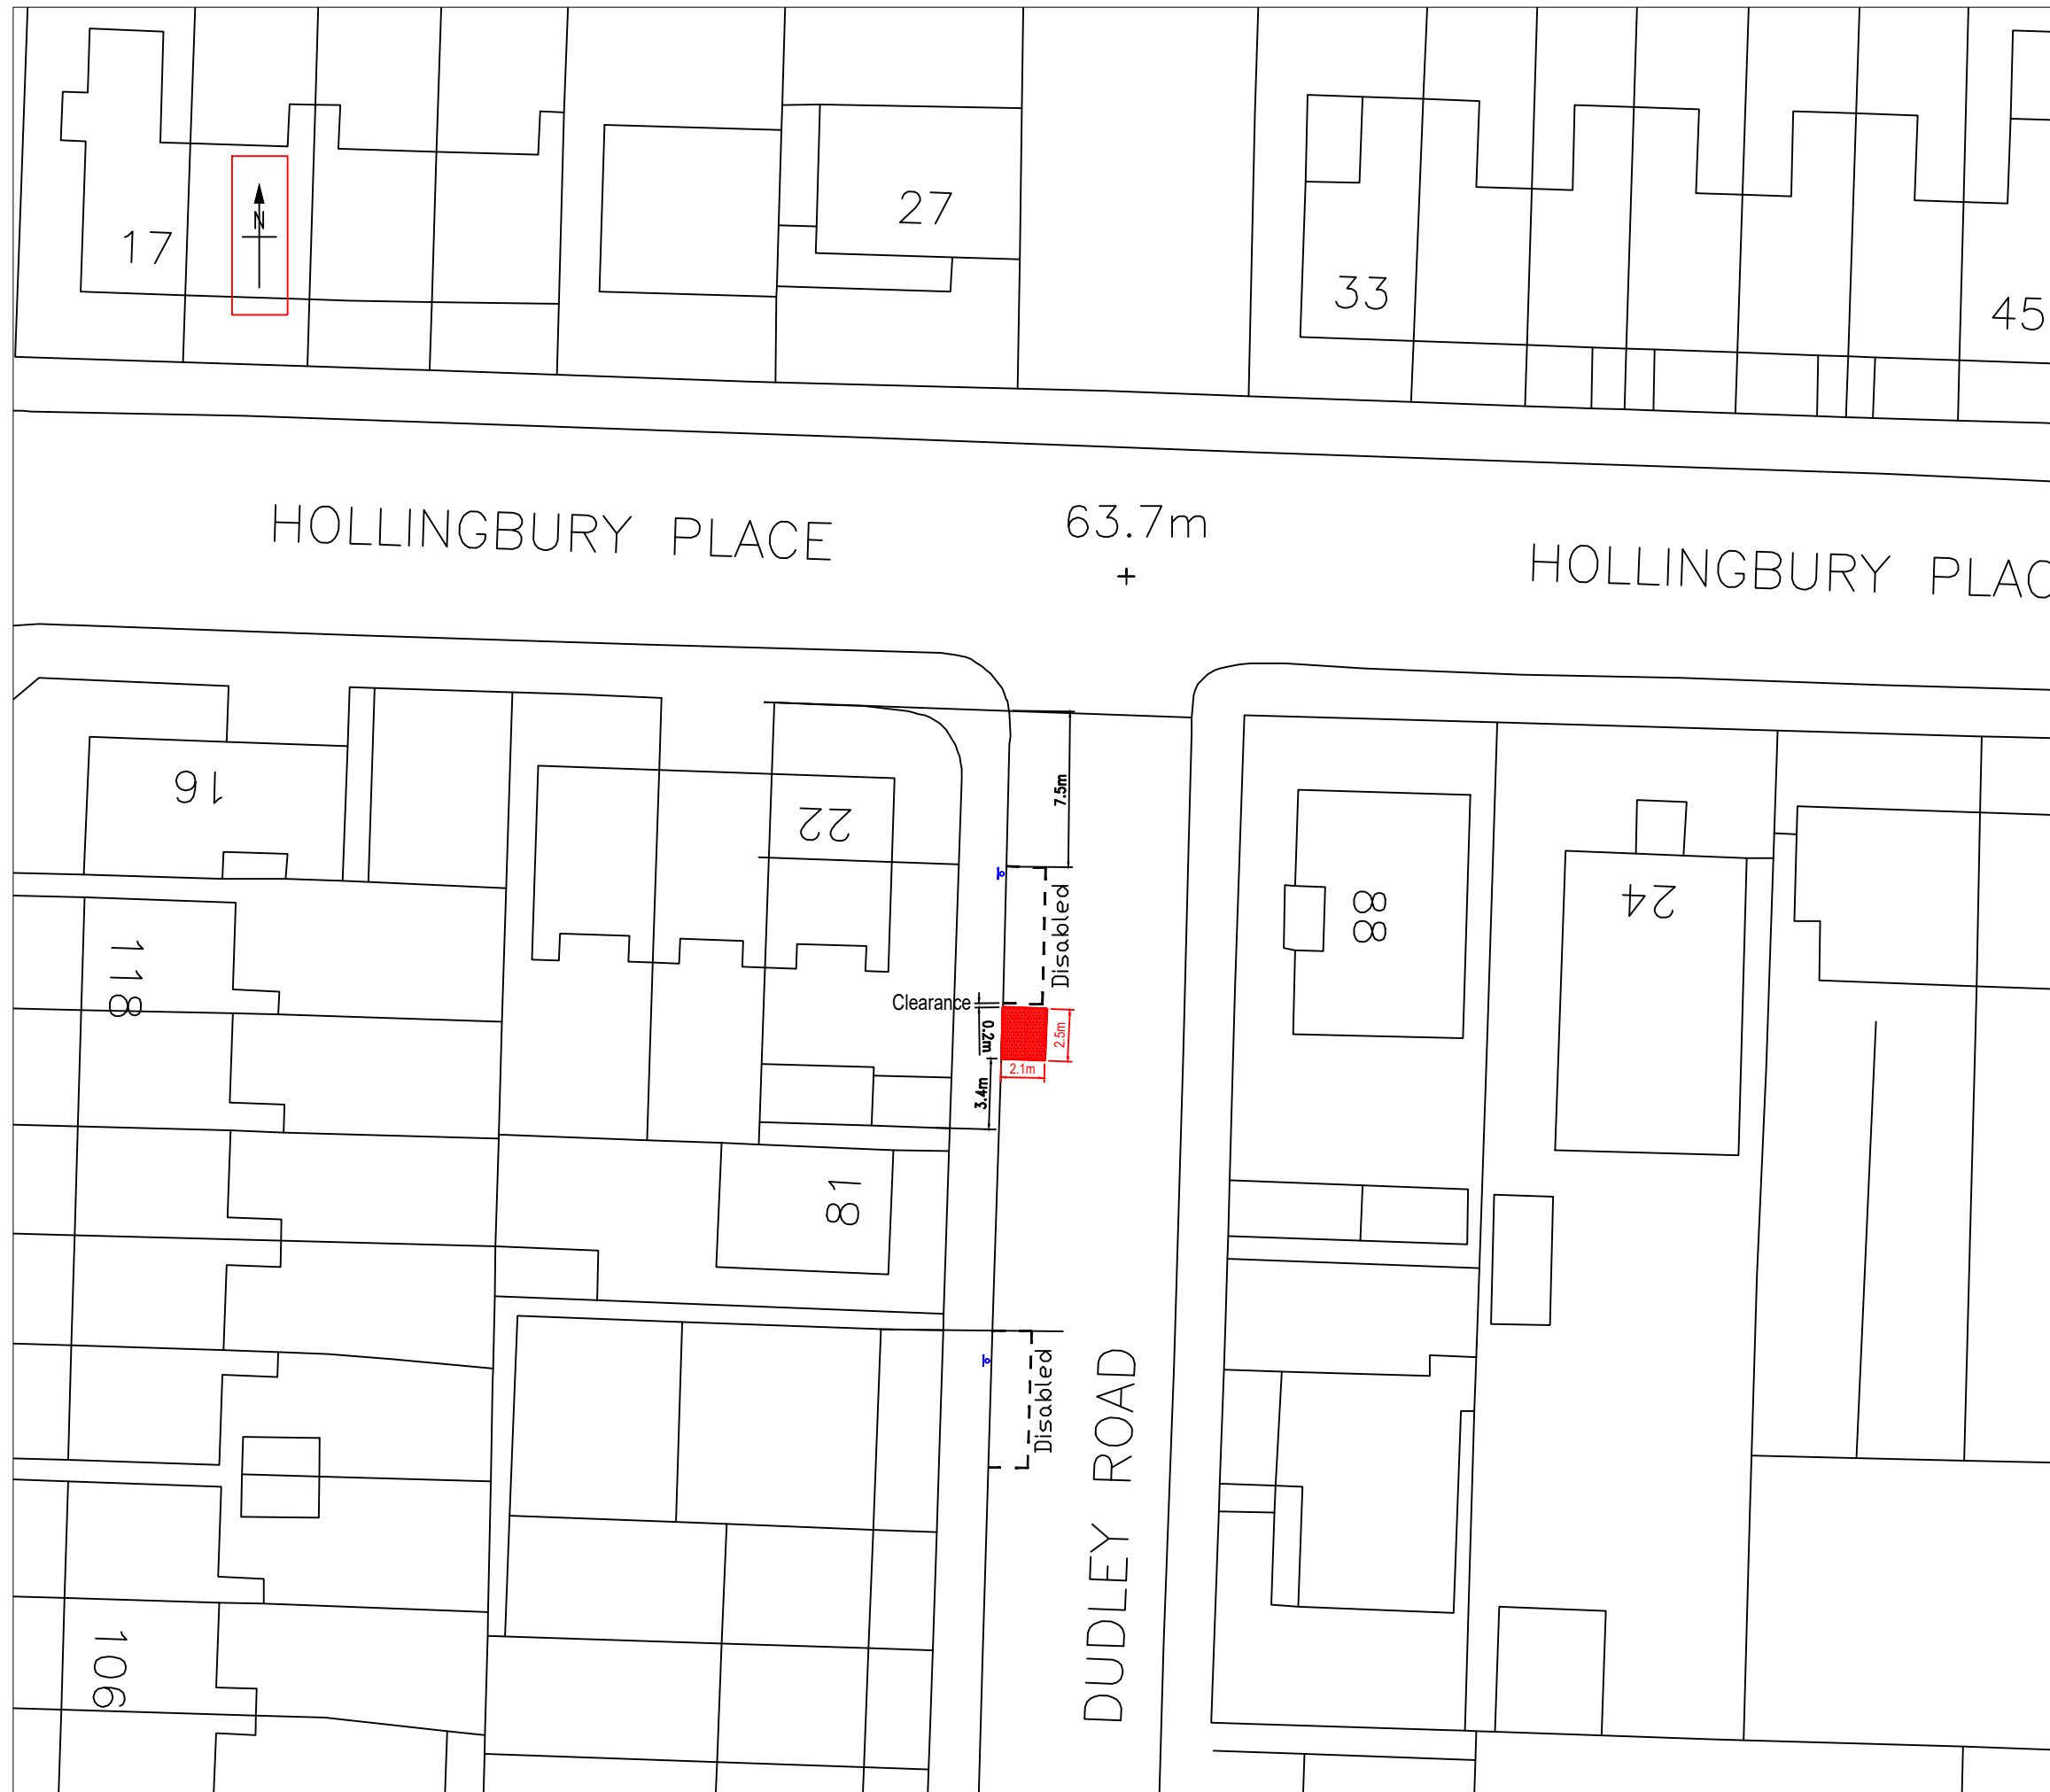 17
N
27
33
45
HOLLINGBURY PLACE
63.7m
HOLLINGBURY PLAC
16
22
7.5m
Disabled
88
24
118
Clearance
0.2m
2.5m
2.1m
3.4m
81
Disabled
DUDLEY ROAD
106